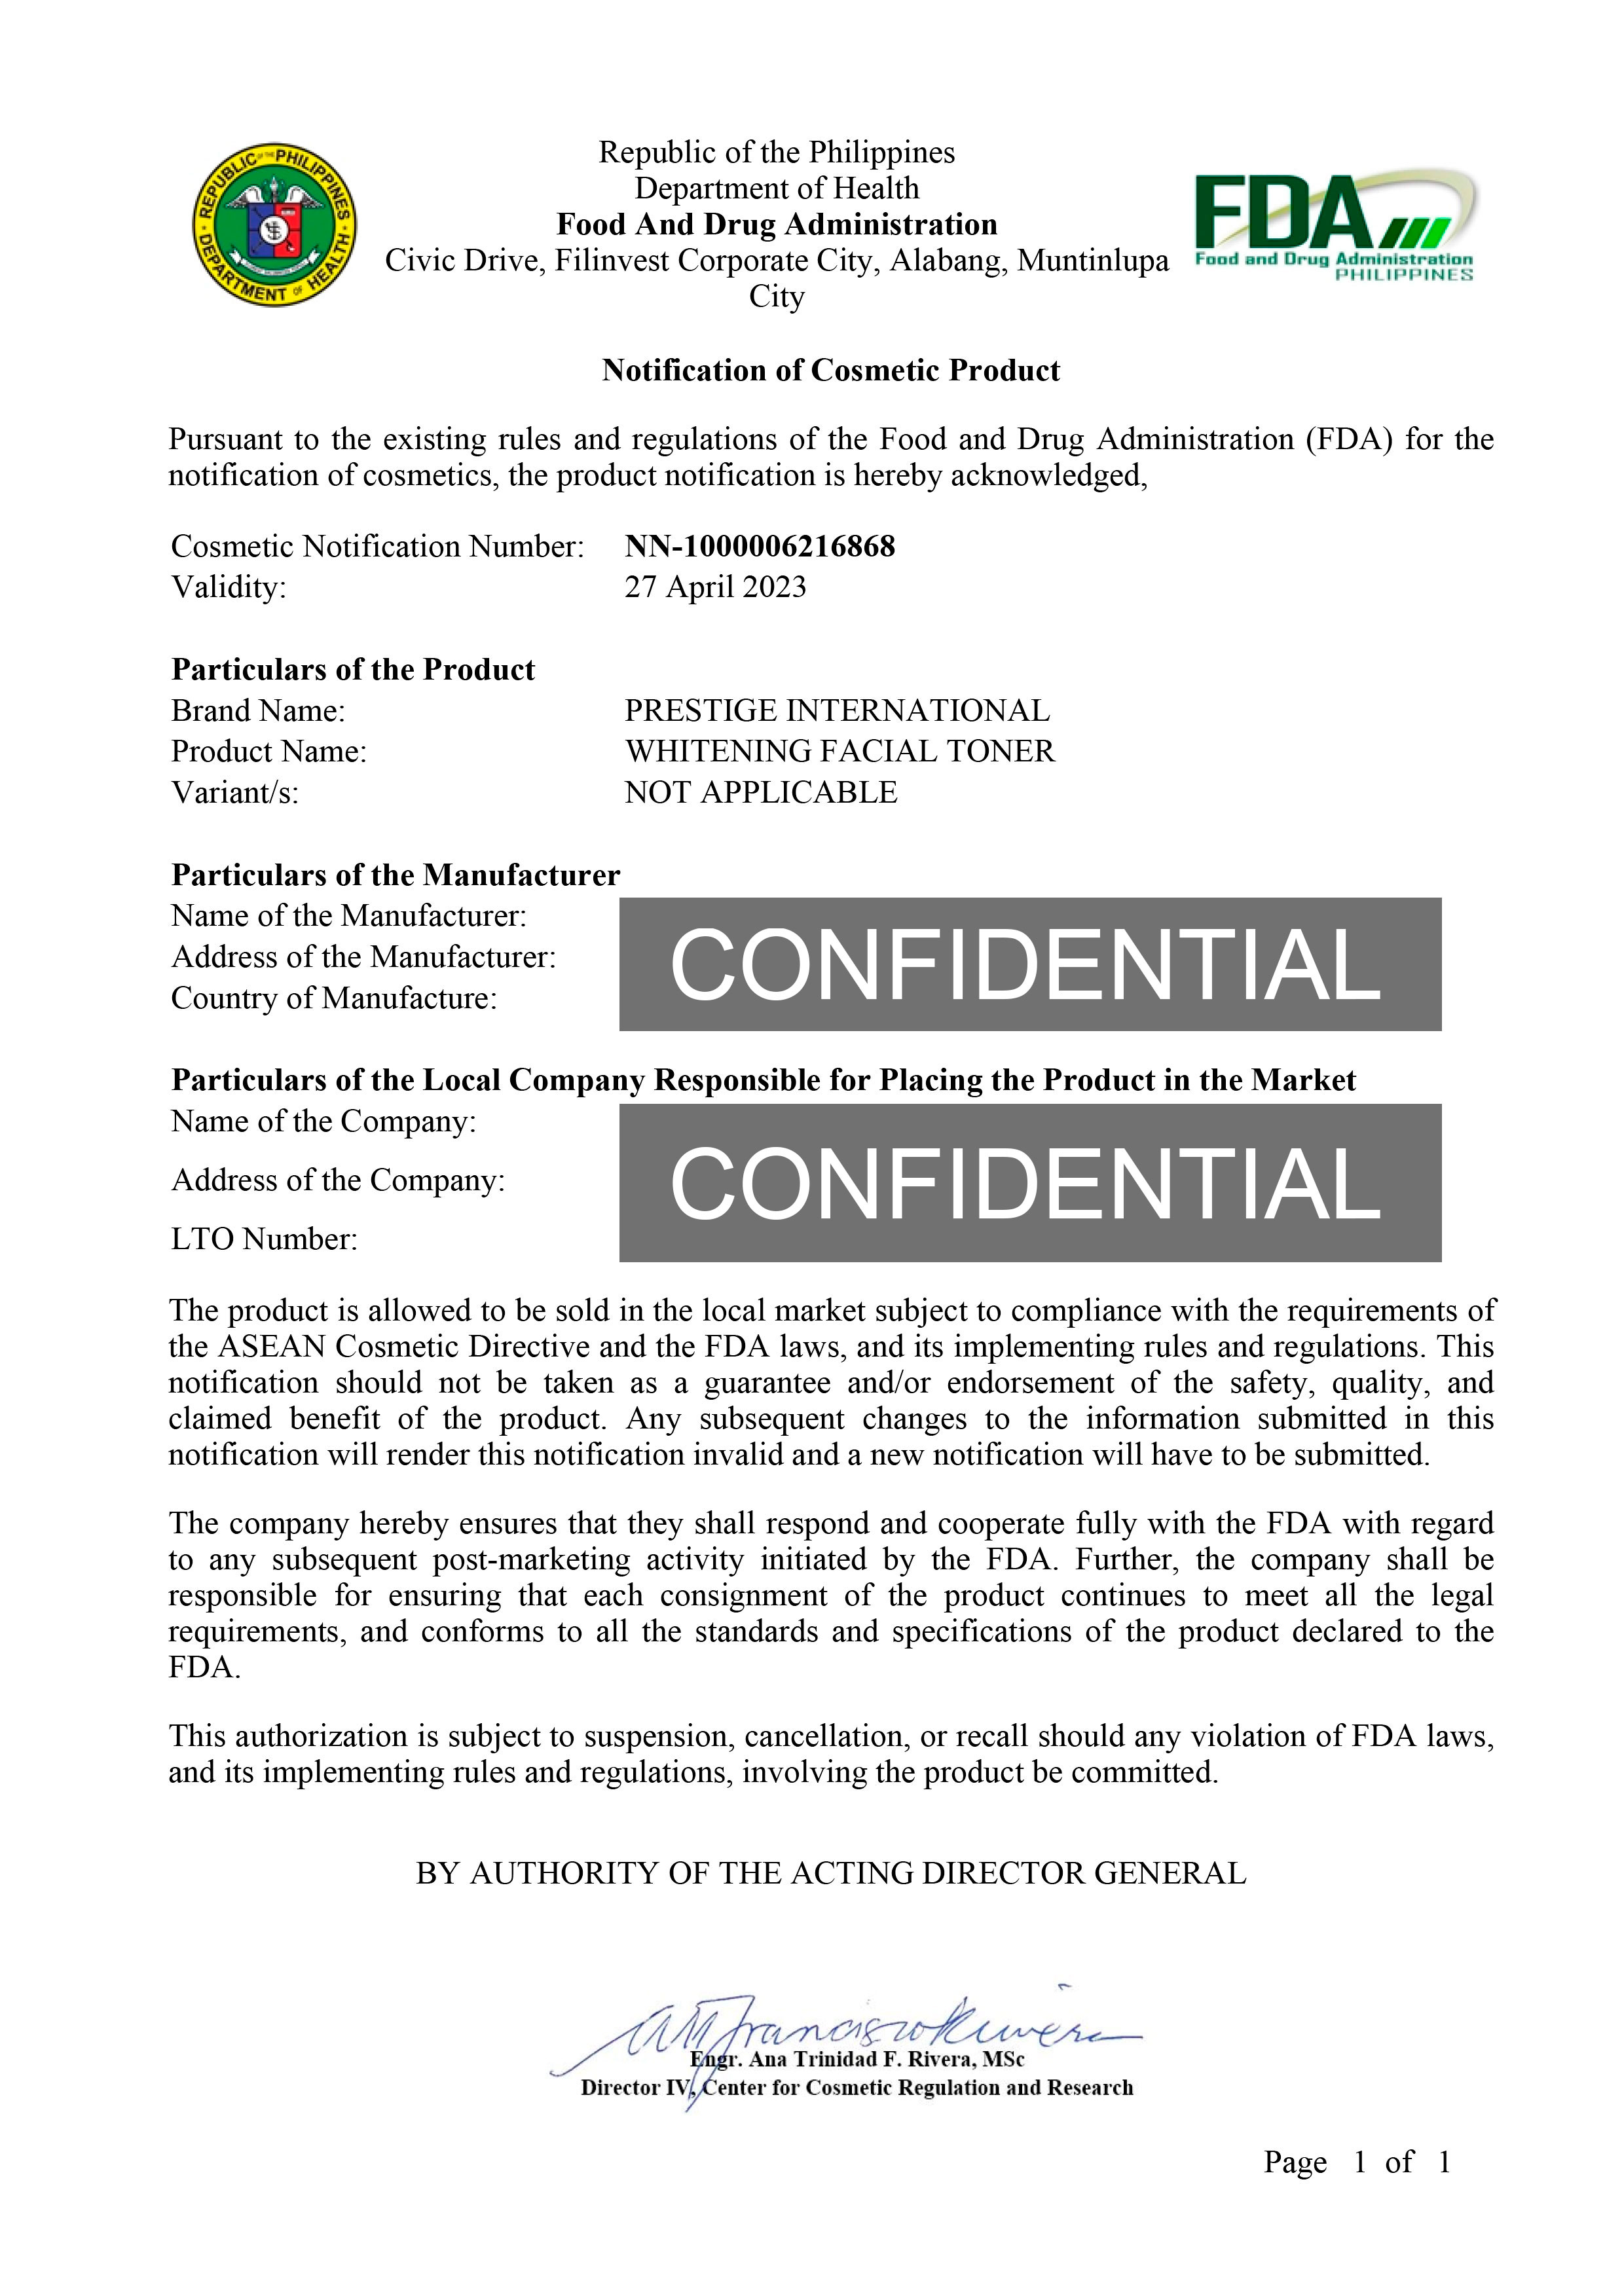 REPUBLIC OF THE PHILIPPINES
DEPARTMENT OF HEALTH
Republic of the Philippines
Department of Health
Food And Drug Administration
Civic Drive, Filinvest Corporate City, Alabang, Muntinlupa
City
FDA
Food and Drug Administration
PHILIPPINES
Notification of Cosmetic Product
Pursuant to the existing rules and regulations of the Food and Drug Administration (FDA) for the
notification of cosmetics, the product notification is hereby acknowledged,
Cosmetic Notification Number: NN-1000006216868
Validity: 27 April 2023
Particulars of the Product
Brand Name: PRESTIGE INTERNATIONAL
Product Name: WHITENING FACIAL TONER
Variant/s: NOT APPLICABLE
Particulars of the Manufacturer
Name of the Manufacturer:
Address of the Manufacturer: CONFIDENTIAL
Country of Manufacture:
Particulars of the Local Company Responsible for Placing the Product in the Market
Name of the Company:
Address of the Company: CONFIDENTIAL
LTO Number:
The product is allowed to be sold in the local market subject to compliance with the requirements of
the ASEAN Cosmetic Directive and the FDA laws, and its implementing rules and regulations. This
notification should not be taken as a guarantee and/or endorsement of the safety, quality, and
claimed benefit of the product. Any subsequent changes to the information submitted in this
notification will render this notification invalid and a new notification will have to be submitted.
The company hereby ensures that they shall respond and cooperate fully with the FDA with regard
to any subsequent post-marketing activity initiated by the FDA. Further, the company shall be
responsible for ensuring that each consignment of the product continues to meet all the legal
requirements, and conforms to all the standards and specifications of the product declared to the
FDA.
This authorization is subject to suspension, cancellation, or recall should any violation of FDA laws,
and its implementing rules and regulations, involving the product be committed.
BY AUTHORITY OF THE ACTING DIRECTOR GENERAL
Engr. Ana Trinidad F. Rivera, MSc
Director IV, Center for Cosmetic Regulation and Research
Page 1 of 1